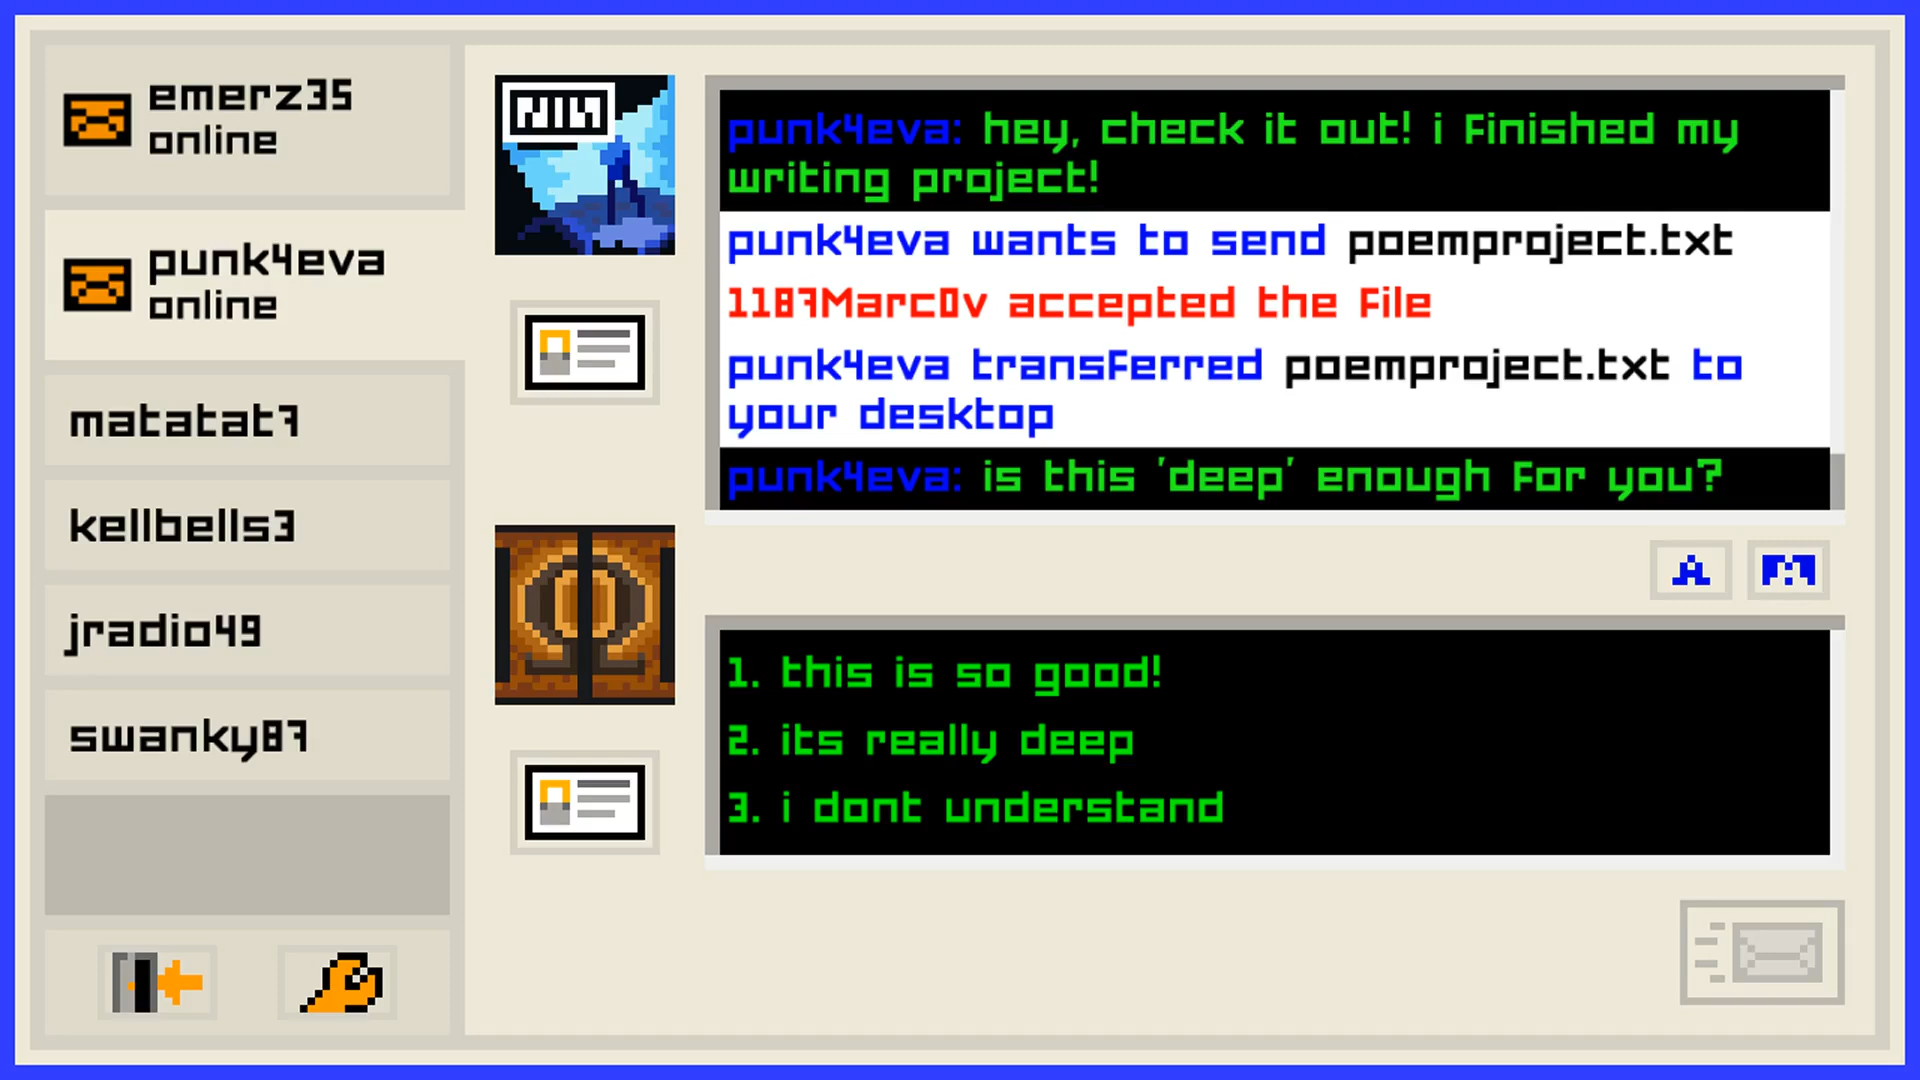 emerz35
online
punk4eva
online
matatat7
kellbells3
jradio49
swanky87
punk4eva: hey, check it out! i finished my
writing project!
punk4eva wants to send poemproject.txt
1187Marc0v accepted the file
punk4eva transferred poemproject.txt to
your desktop
punk4eva: is this 'deep' enough for you?
A
1. this is so good!
2. its really deep
3. i dont understand